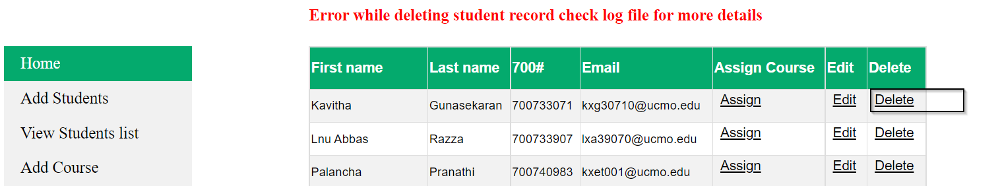 Error while deleting student record check log file for more details
Home
Add Students
View Students list
Add Course
First name Last name 700# Email Assign Course Edit Delete
Kavitha Gunasekaran 700733071 kxg30710@ucmo.edu Assign Edit Delete
Lnu Abbas Razza 700733907 lxa39070@ucmo.edu Assign Edit Delete
Palancha Pranathi 700740983 kxet001@ucmo.edu Assign Edit Delete